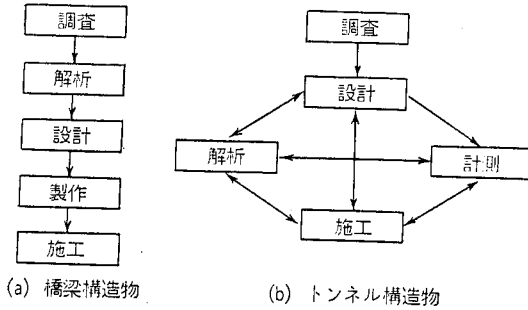 調査
解析
設計
製作
施工
(a) 橋梁構造物
調査
設計
解析
計測
施工
(b) トンネル構造物